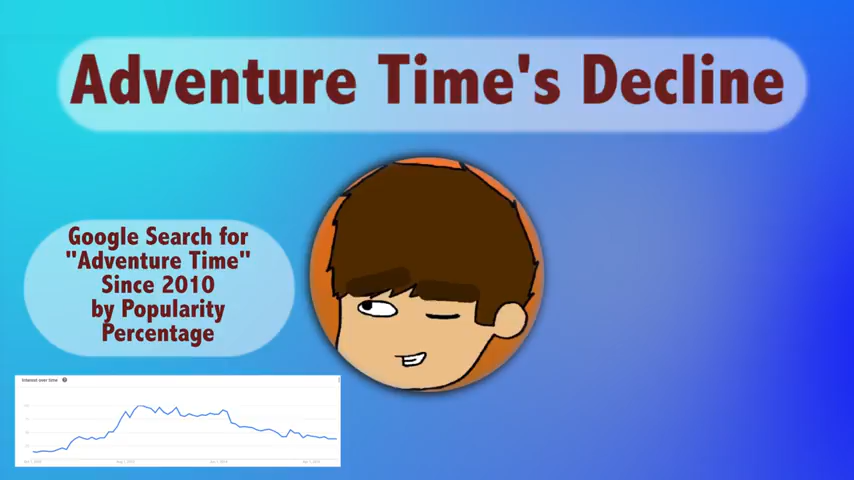 Adventure Time's Decline
Google Search for
"Adventure Time"
Since 2010
by Popularity
Percentage
Interest over time